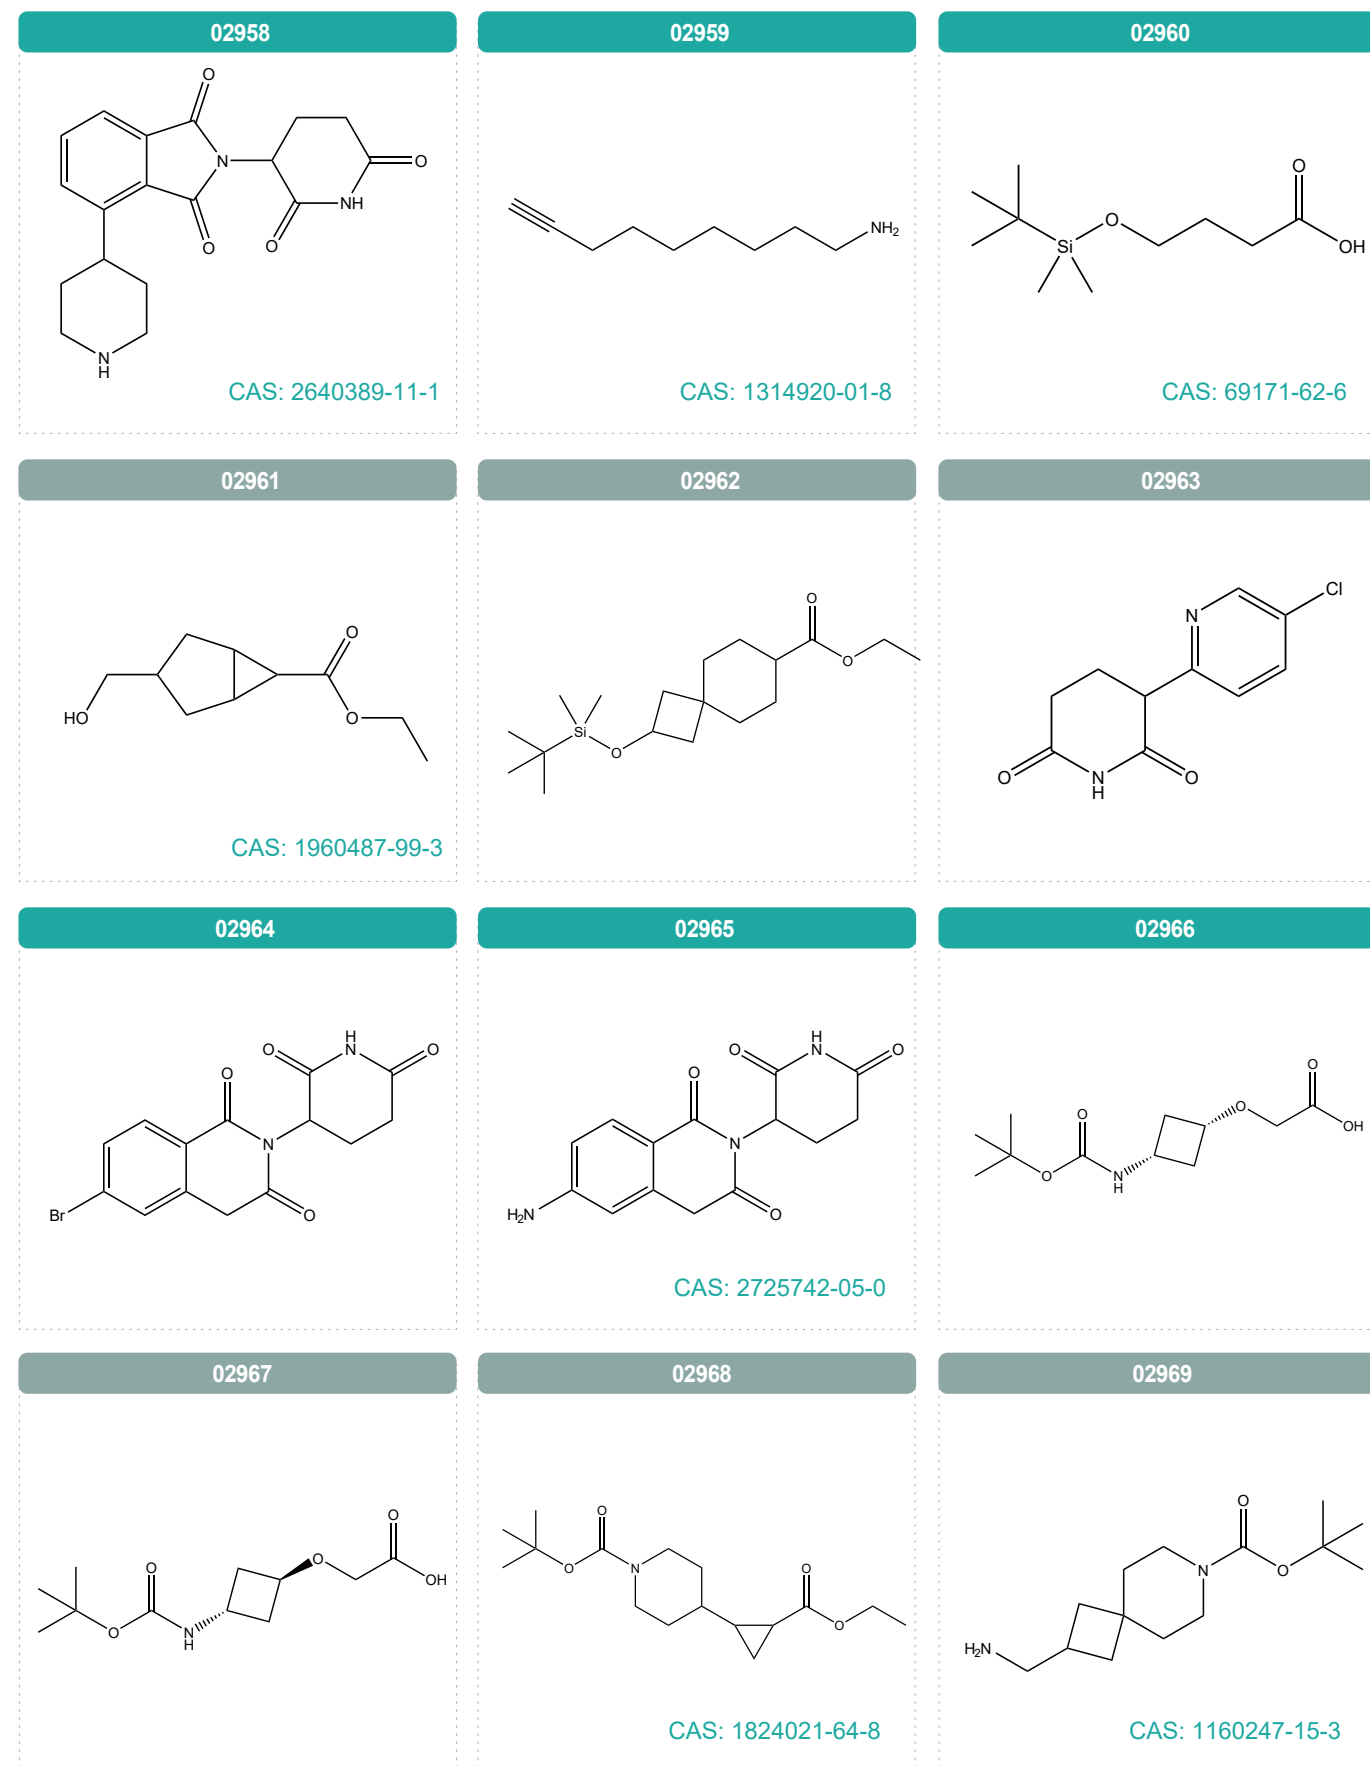 02958 02959 02960
O
O
N
O
NH
O
O
N
H
NH2
O
O
Si
OH
CAS: 2640389-11-1 CAS: 1314920-01-8 CAS: 69171-62-6
02961 02962 02963
O
HO
O
O
O
Si
O
Cl
N
O
N
H
O
CAS: 1960487-99-3
02964 02965 02966
H
O
N
O
O
N
Br
O
H
O
N
O
O
N
H2N
O
O
O
O
OH
O
N
H
CAS: 2725742-05-0
02967 02968 02969
O
O
O
OH
O
N
H
O
O
N
O
O
O
N
O
H2N
CAS: 1824021-64-8 CAS: 1160247-15-3